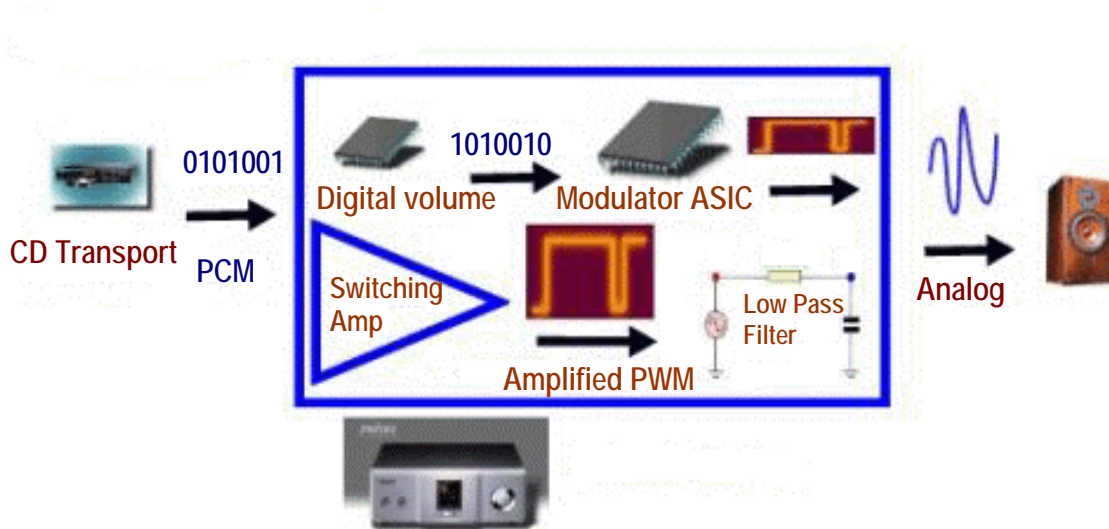 0101001
CD Transport
PCM
Digital volume
1010010
Modulator ASIC
Switching
Amp
Amplified PWM
Low Pass
Filter
Analog